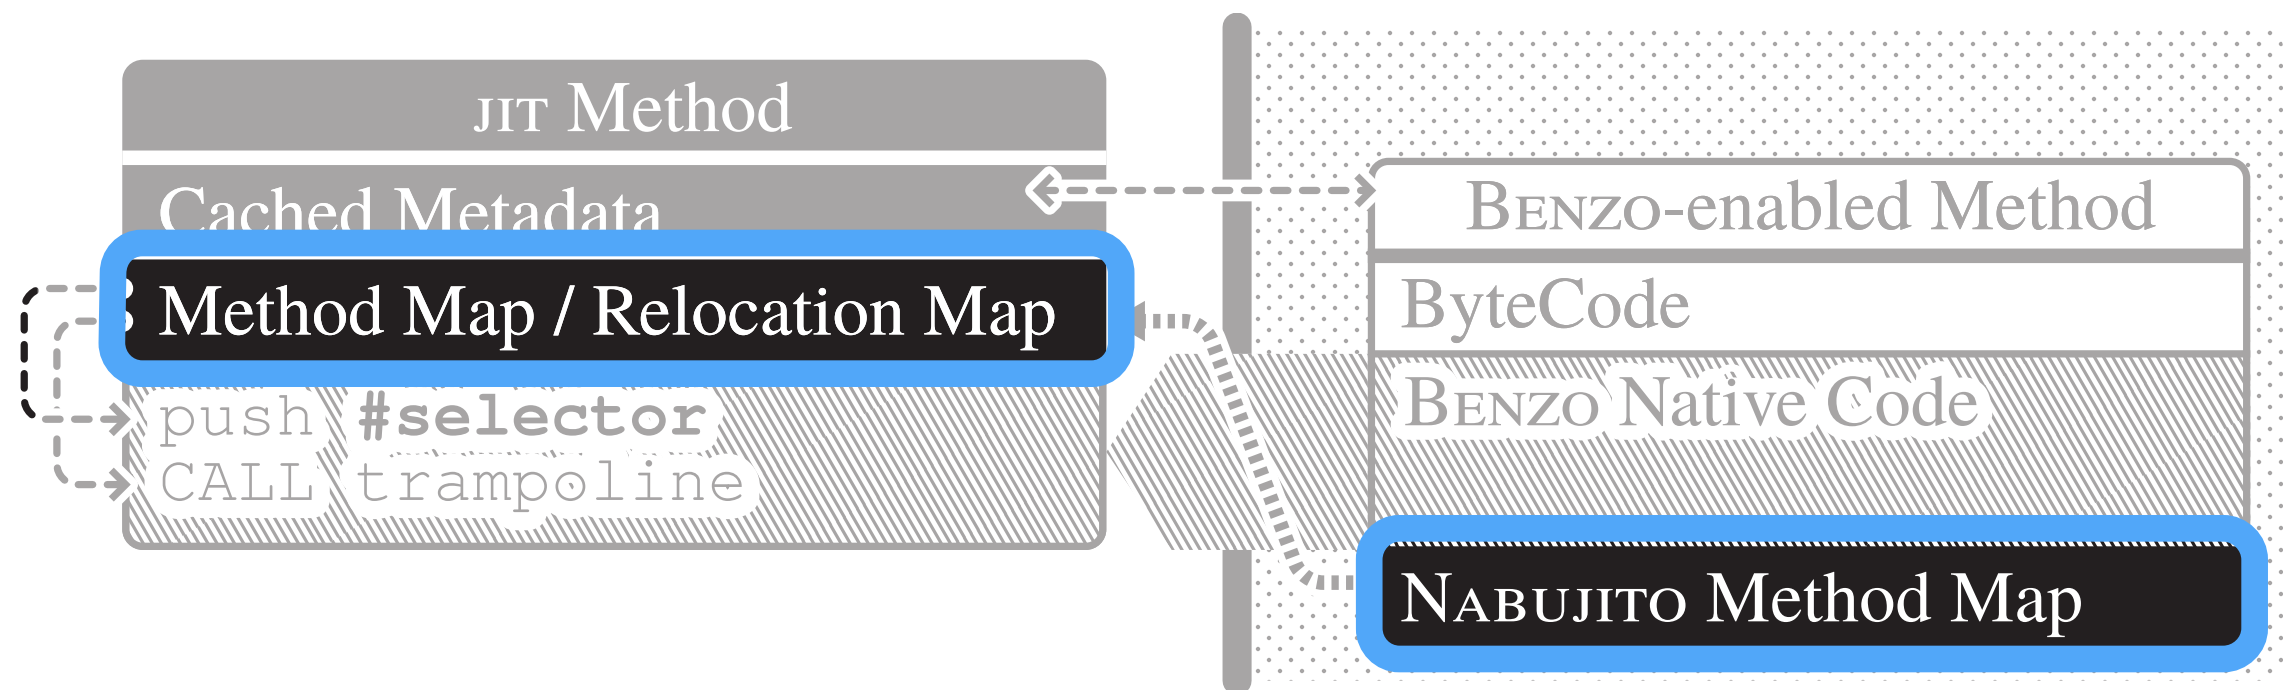 JIT Method
Cached Metadata
Method Map / Relocation Map
push #selector
CALL trampoline
BENZO-enabled Method
ByteCode
BENZO Native Code
NABUJITO Method Map